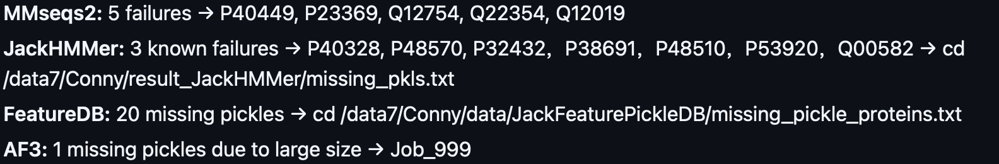 MMseqs2: 5 failures → P40449, P23369, Q12754, Q22354, Q12019
JackHMMer: 3 known failures → P40328, P48570, P32432， P38691， P48510， P53920， Q00582 → cd
/data7/Conny/result_JackHMMer/missing_pkls.txt
FeatureDB: 20 missing pickles → cd /data7/Conny/data/JackFeaturePickleDB/missing_pickle_proteins.txt
AF3: 1 missing pickles due to large size → Job_999